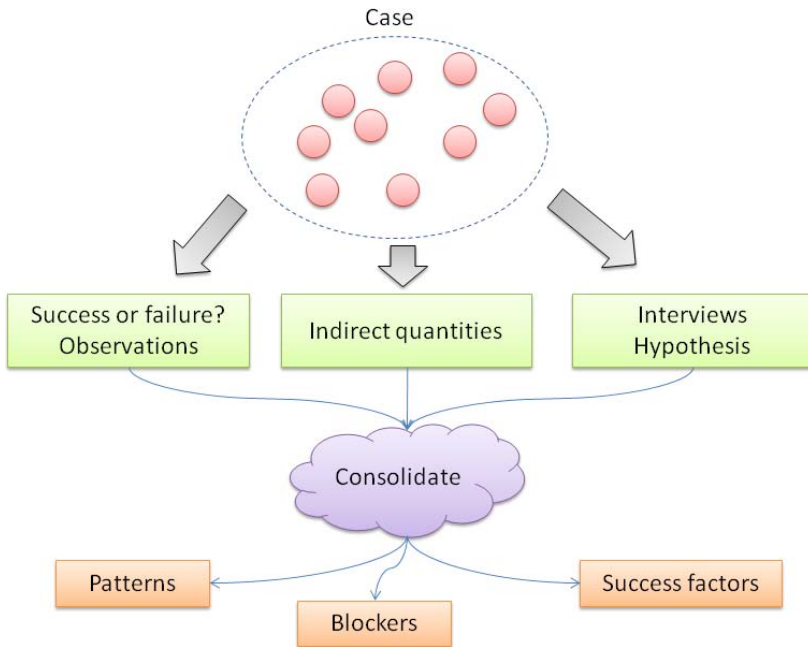 Case
Success or failure?
Observations
Indirect quantities
Interviews
Hypothesis
Consolidate
Patterns
Blockers
Success factors